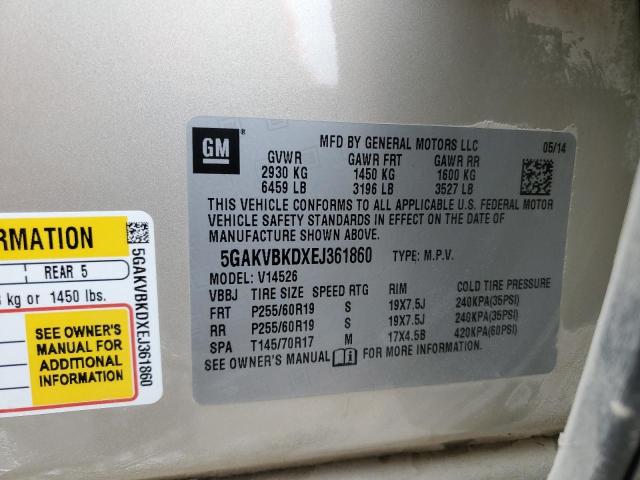 RMATION
REAR 5
kg or 1450 lbs.
SEE OWNER'S
MANUAL FOR
ADDITIONAL
INFORMATION
5GAKVBKDXEJ361860
GM ®
MFD BY GENERAL MOTORS LLC 05/14
GVWR GAWR FRT GAWR RR
2930 KG 1450 KG 1600 KG
6459 LB 3196 LB 3527 LB
THIS VEHICLE CONFORMS TO ALL APPLICABLE U.S. FEDERAL MOTOR
VEHICLE SAFETY STANDARDS IN EFFECT ON THE DATE OF
MANUFACTURE SHOWN ABOVE.
5GAKVBKDXEJ361860 TYPE: M.P.V.
MODEL: V14526
VBBJ TIRE SIZE SPEED RTG RIM COLD TIRE PRESSURE
FRT P255/60R19 S 19X7.5J 240KPA(35PSI)
RR P255/60R19 S 19X7.5J 240KPA(35PSI)
SPA T145/70R17 M 17X4.5B 420KPA(60PSI)
SEE OWNER'S MANUAL FOR MORE INFORMATION.